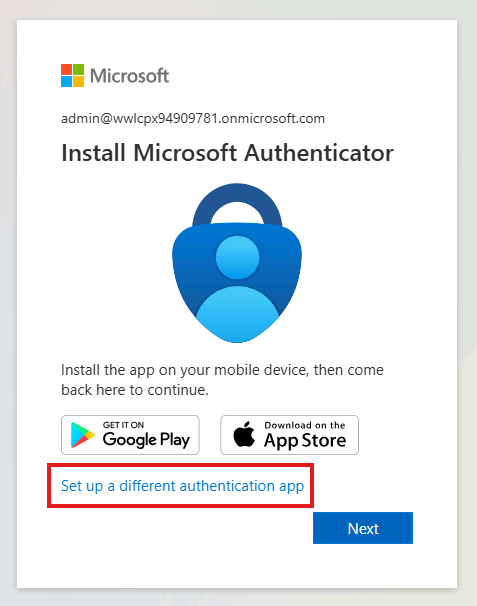 Microsoft
admin@wwlcpx94909781.onmicrosoft.com
Install Microsoft Authenticator
Install the app on your mobile device, then come
back here to continue.
GET IT ON
Google Play
Download on the
App Store
Set up a different authentication app
Next